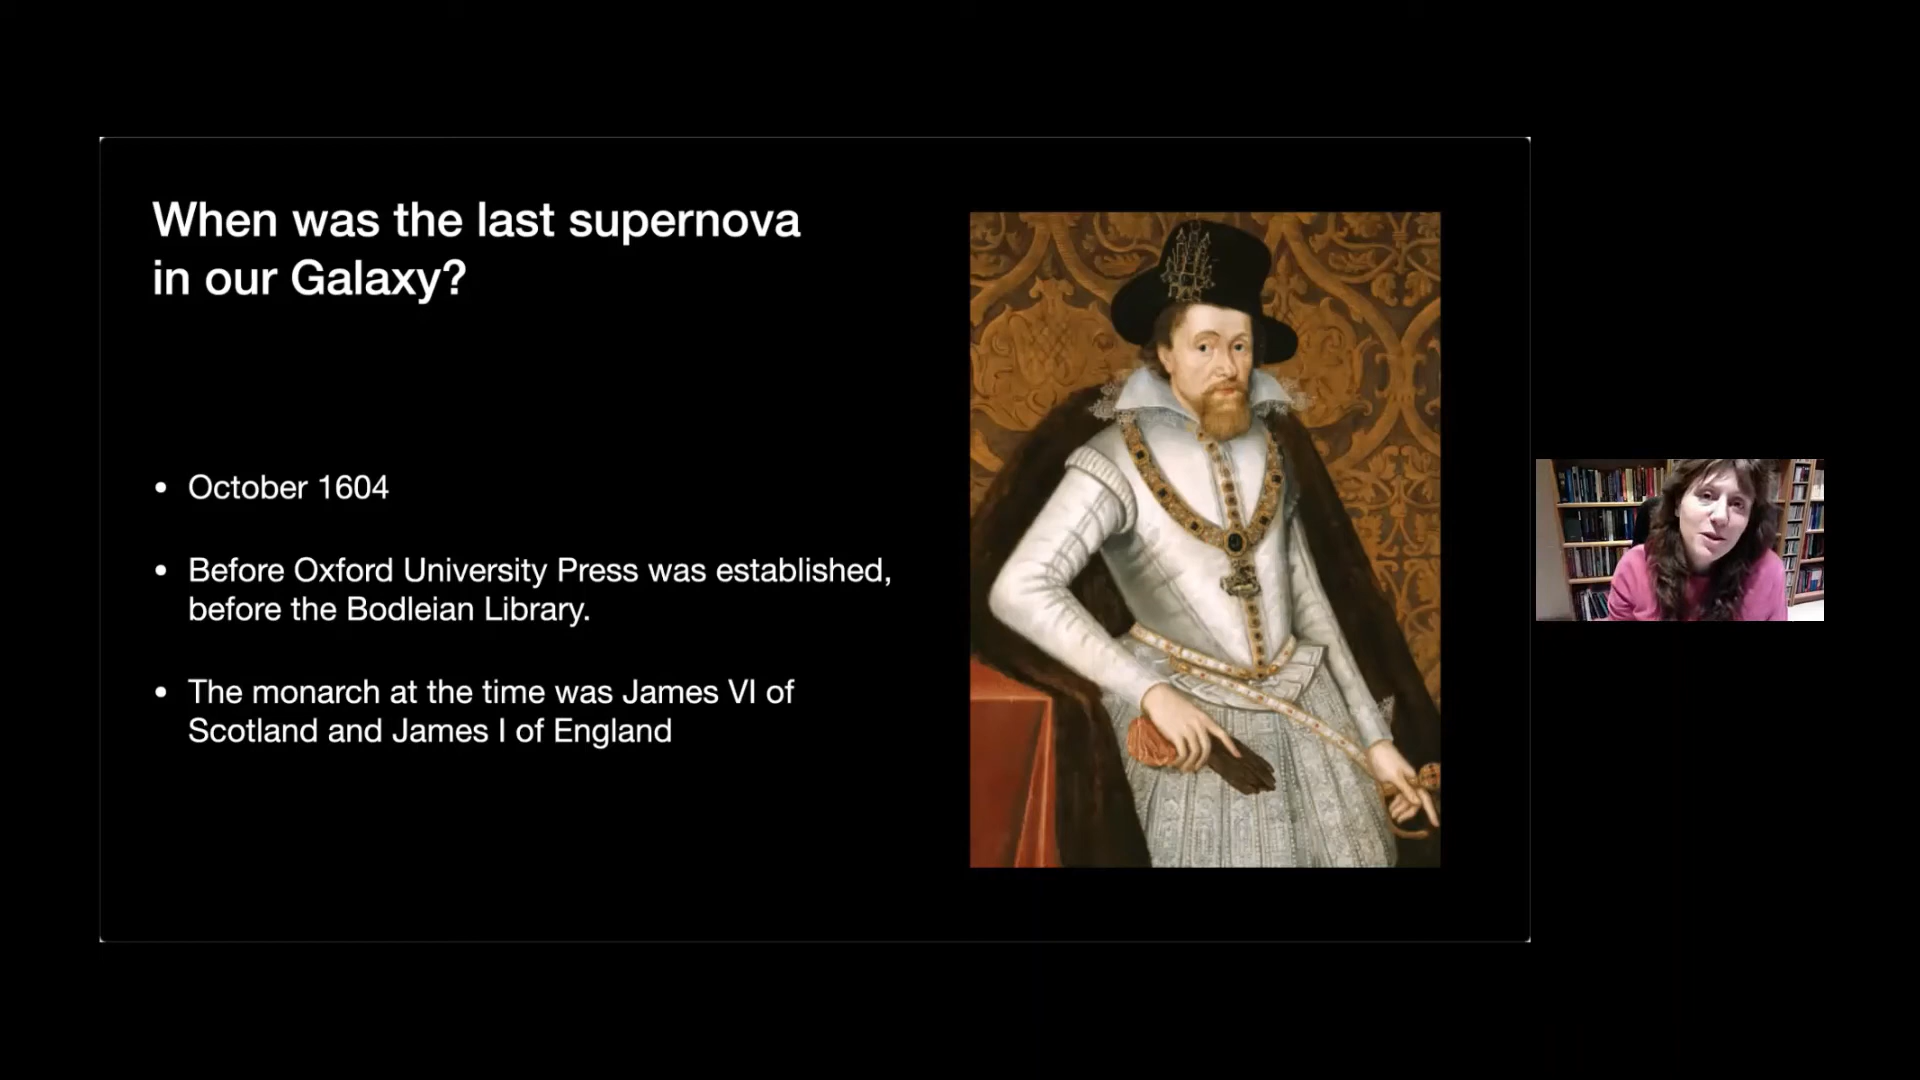 When was the last supernova
in our Galaxy?
• October 1604
• Before Oxford University Press was established,
before the Bodleian Library.
• The monarch at the time was James VI of
Scotland and James I of England